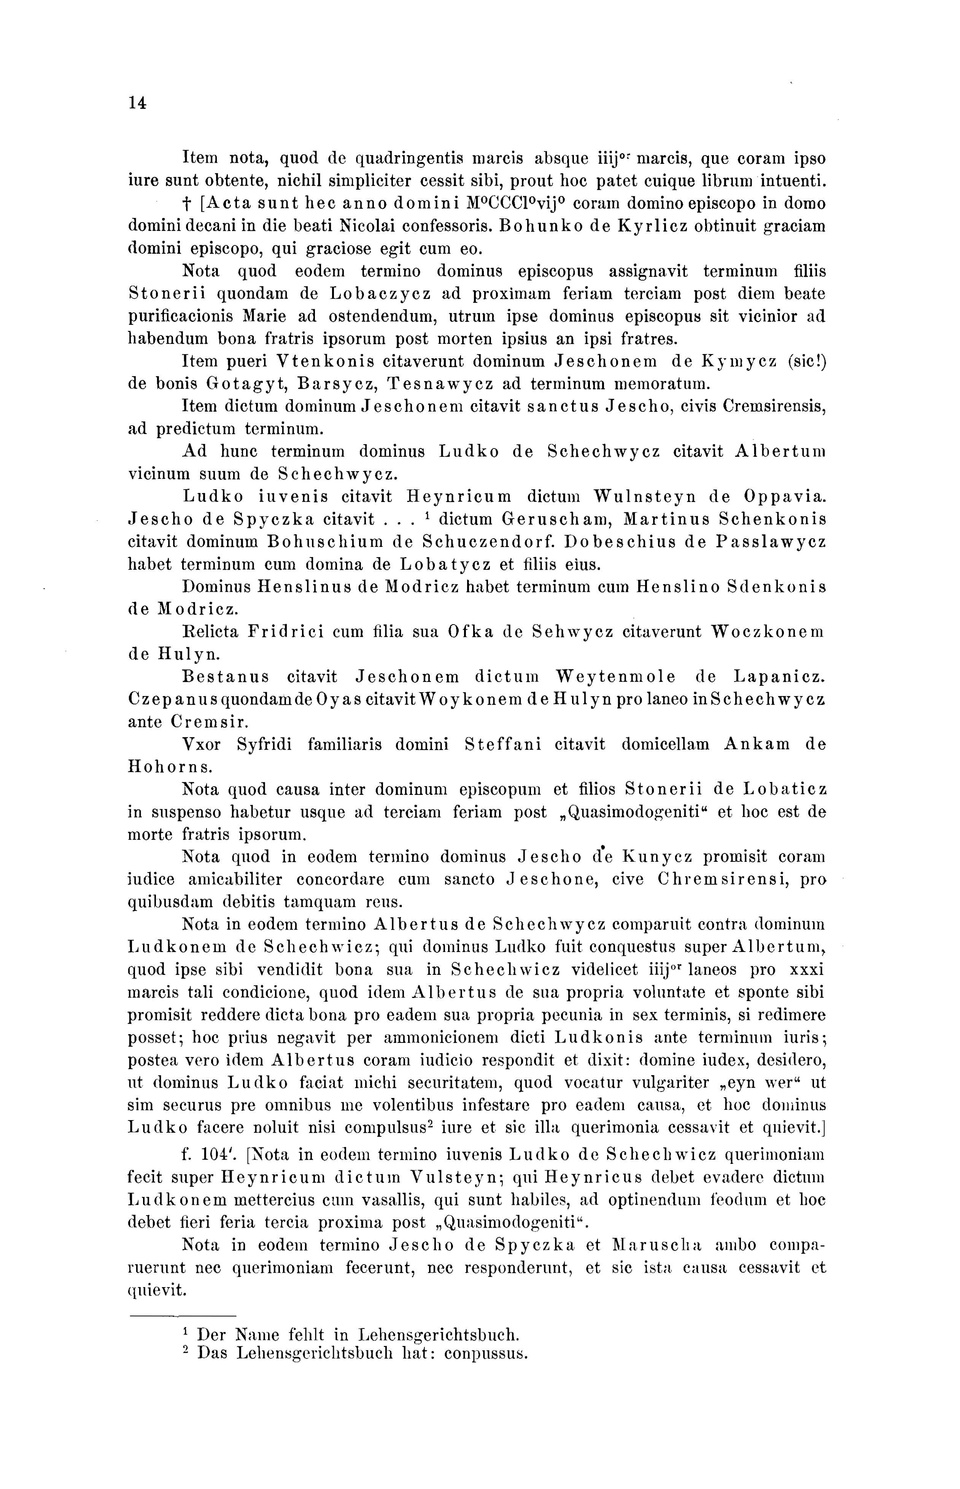 14
Item nota, quod de quadringentis marcis absque iiijor marcis, que coram ipso
iure sunt obtente, nichil simpliciter cessit sibi, prout hoc patet cuique librum intuenti.
† [Acta sunt hec anno domini MoCCClovijo coram domino episcopo in domo
domini decani in die beati Nicolai confessoris. Bohunko de Kyrlicz obtinuit graciam
domini episcopo, qui graciose egit cum eo.
Nota quod eodem termino dominus episcopus assignavit terminum filiis
Stonerii quondam de Lobaczycz ad proximam feriam terciam post diem beate
purificacionis Marie ad ostendendum, utrum ipse dominus episcopus sit vicinior ad
habendum bona fratris ipsorum post morten ipsius an ipsi fratres.
Item pueri Vtenkonis citaverunt dominum Jeschonem de Kymycz (sic!)
de bonis Gotagyt, Barsycz, Tesnawycz ad terminum memoratum.
Item dictum dominum Jeschonem citavit sanctus Jescho, civis Cremsirensis,
ad predictum terminum.
Ad hunc terminum dominus Ludko de Schechwycz citavit Albertum
vicinum suum de Schechwycz.
Ludko iuvenis citavit Heynricum dictum Wulnsteyn de Oppavia.
Jescho de Spyczka citavit . . . ¹ dictum Geruscham, Martinus Schenkonis
citavit dominum Bohuschium de Schuczendorf. Dobeschius de Passlawycz
habet terminum cum domina de Lobatycz et filiis eius.
Dominus Henslinus de Modricz habet terminum cum Henslino Sdenkonis
de Modricz.
Relicta Fridrici cum filia sua Ofka de Sehwycz citaverunt Woczkonem
de Hulyn.
Bestanus citavit Jeschonem dictum Weytenmole de Lapanicz.
Czepanus quondam de Oyas citavit Woykonem de Hulyn pro laneo in Schechwycz
ante Cremsir.
Vxor Syfridi familiaris domini Steffani citavit domicellam Ankam de
Hohorns.
Nota quod causa inter dominum episcopum et filios Stonerii de Lobaticz
in suspenso habetur usque ad terciam feriam post „Quasimodogeniti“ et hoc est de
morte fratris ipsorum.
Nota quod in eodem termino dominus Jescho de Kunycz promisit coram
iudice amicabiliter concordare cum sancto Jeschone, cive Chremsirensi, pro
quibusdam debitis tamquam reus.
Nota in eodem termino Albertus de Schechwycz comparuit contra dominum
Ludkonem de Schechwicz; qui dominus Ludko fuit conquestus super Albertum,
quod ipse sibi vendidit bona sua in Schechwicz videlicet iiijor laneos pro xxxi
marcis tali condicione, quod idem Albertus de sua propria voluntate et sponte sibi
promisit reddere dicta bona pro eadem sua propria pecunia in sex terminis, si redimere
posset; hoc prius negavit per ammonicionem dicti Ludkonis ante terminum iuris;
postea vero idem Albertus coram iudicio respondit et dixit: domine iudex, desidero,
ut dominus Ludko faciat michi securitatem, quod vocatur vulgariter „eyn wer“ ut
sim securus pre omnibus me volentibus infestare pro eadem causa, et hoc dominus
Ludko facere noluit nisi compulsus² iure et sic illa querimonia cessavit et quievit.]
f. 104′. [Nota in eodem termino iuvenis Ludko de Schechwicz querimoniam
fecit super Heynricum dictum Vulsteyn; qui Heynricus debet evadere dictum
Ludkonem mettercius cum vasallis, qui sunt habiles, ad optinendum feodum et hoc
debet fieri feria tercia proxima post „Quasimodogeniti“.
Nota in eodem termino Jescho de Spyczka et Maruscha ambo compa-
ruerunt nec querimoniam fecerunt, nec responderunt, et sic ista causa cessavit et
quievit.
¹ Der Name fehlt in Lehensgerichtsbuch.
² Das Lehensgerichtsbuch hat: conpussus.